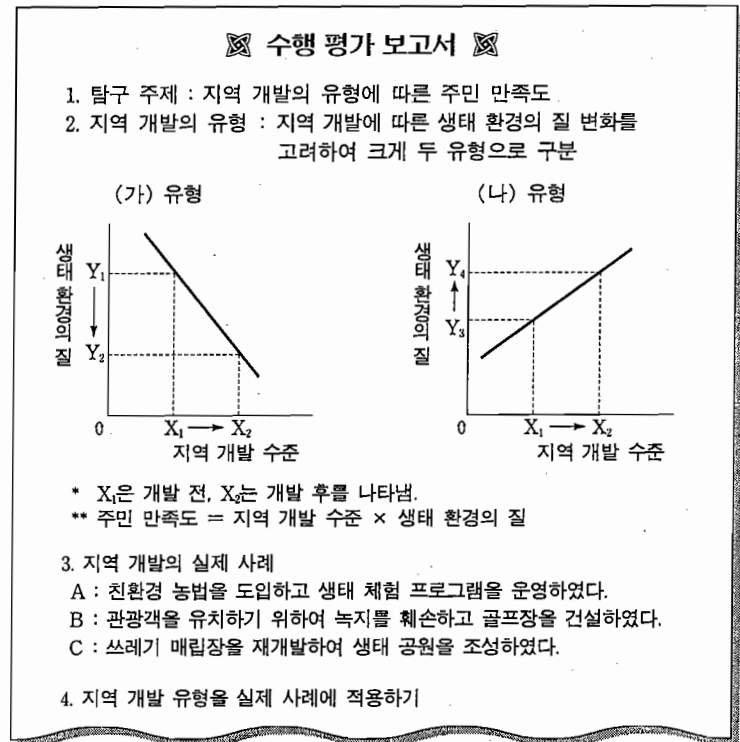 수행 평가 보고서
1. 탐구 주제 : 지역 개발의 유형에 따른 주민 만족도
2. 지역 개발의 유형 : 지역 개발에 따른 생태 환경의 질 변화를
고려하여 크게 두 유형으로 구분
(가) 유형
생태 환경의 질
Y₁
Y₂
0
X₁
X₂
지역 개발 수준
(나) 유형
생태 환경의 질
Y₄
Y₃
0
X₁
X₂
지역 개발 수준
* X₁은 개발 전, X₂는 개발 후를 나타냄.
** 주민 만족도 = 지역 개발 수준 × 생태 환경의 질
3. 지역 개발의 실제 사례
A : 친환경 농법을 도입하고 생태 체험 프로그램을 운영하였다.
B : 관광객을 유치하기 위하여 녹지를 훼손하고 골프장을 건설하였다.
C : 쓰레기 매립장을 재개발하여 생태 공원을 조성하였다.
4. 지역 개발 유형을 실제 사례에 적용하기